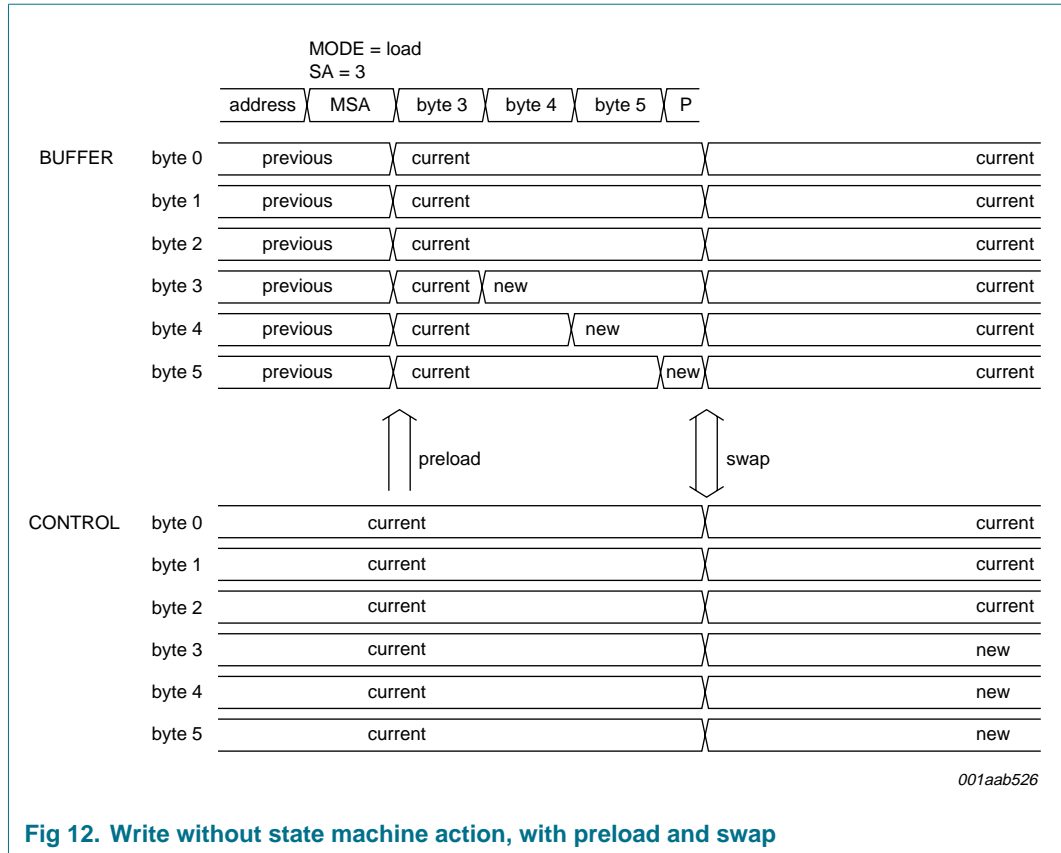 MODE = load
SA = 3
address MSA byte 3 byte 4 byte 5 P
BUFFER byte 0 previous current current
byte 1 previous current current
byte 2 previous current current
byte 3 previous current new current
byte 4 previous current new current
byte 5 previous current new current
preload swap
CONTROL byte 0 current current
byte 1 current current
byte 2 current current
byte 3 current new
byte 4 current new
byte 5 current new
001aab526
Fig 12. Write without state machine action, with preload and swap